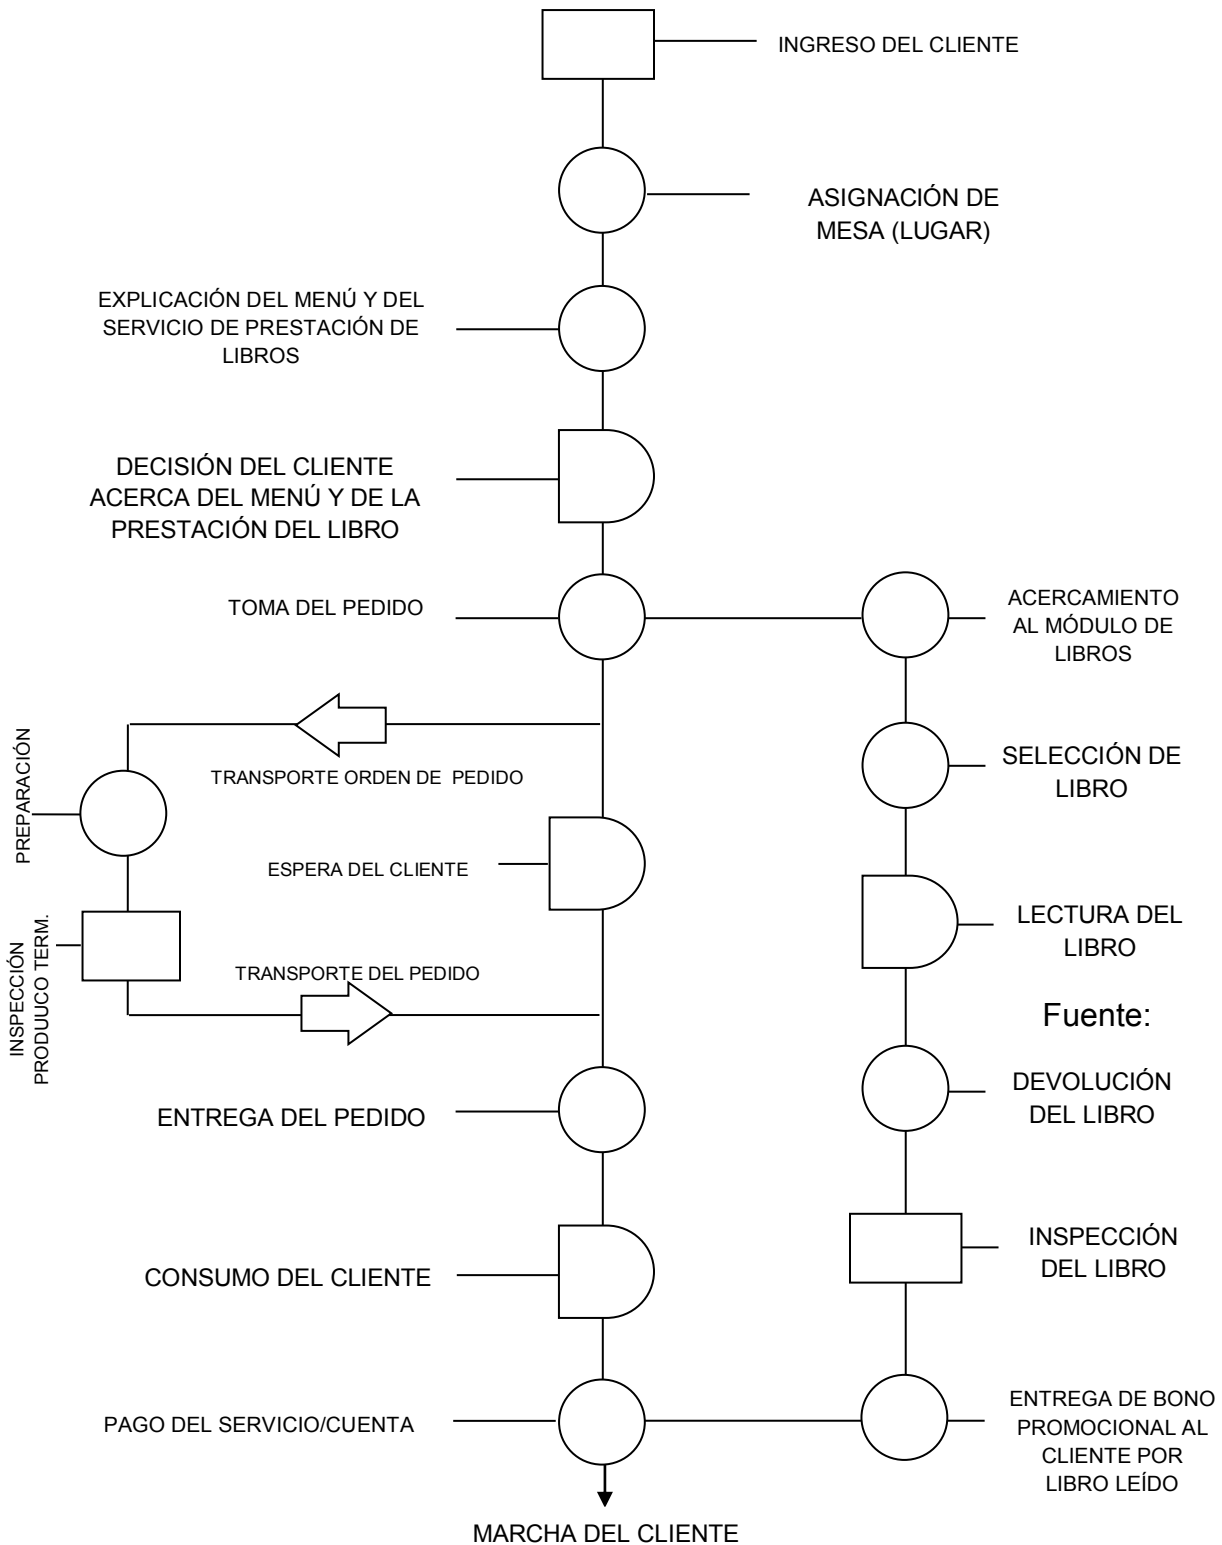 INGRESO DEL CLIENTE
ASIGNACIÓN DE
MESA (LUGAR)
EXPLICACIÓN DEL MENÚ Y DEL
SERVICIO DE PRESTACIÓN DE
LIBROS
DECISIÓN DEL CLIENTE
ACERCA DEL MENÚ Y DE LA
PRESTACIÓN DEL LIBRO
TOMA DEL PEDIDO
ACERCAMIENTO
AL MÓDULO DE
LIBROS
TRANSPORTE ORDEN DE PEDIDO
PREPARACIÓN
SELECCIÓN DE
LIBRO
ESPERA DEL CLIENTE
INSPECCIÓN
PRODUUCO TERM.
LECTURA DEL
LIBRO
TRANSPORTE DEL PEDIDO
Fuente:
ENTREGA DEL PEDIDO
DEVOLUCIÓN
DEL LIBRO
CONSUMO DEL CLIENTE
INSPECCIÓN
DEL LIBRO
PAGO DEL SERVICIO/CUENTA
ENTREGA DE BONO
PROMOCIONAL AL
CLIENTE POR
LIBRO LEÍDO
MARCHA DEL CLIENTE